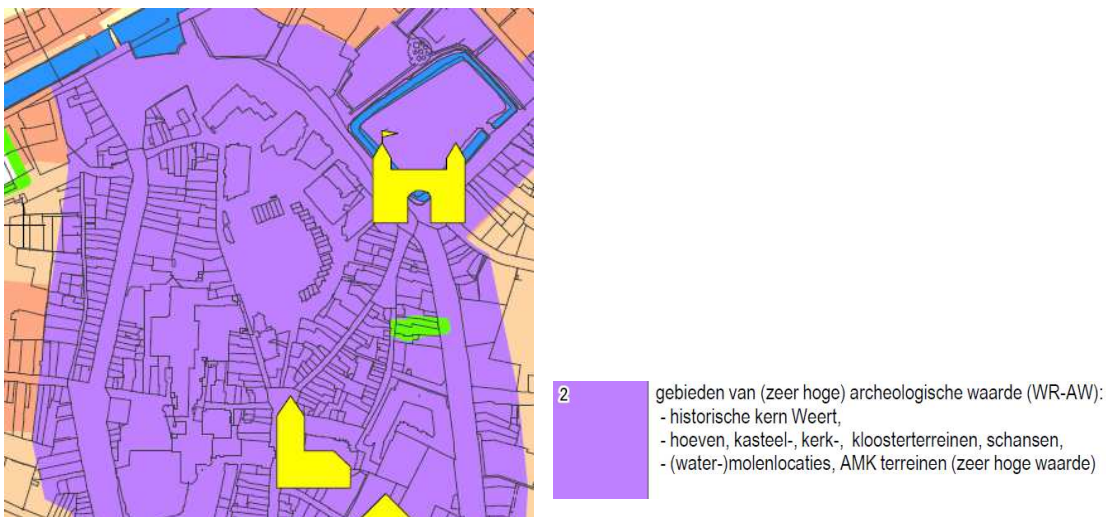 2
gebieden van (zeer hoge) archeologische waarde (WR-AW):
- historische kern Weert,
- hoeven, kasteel-, kerk-, kloosterterreinen, schansen,
- (water-)molenlocaties, AMK terreinen (zeer hoge waarde)